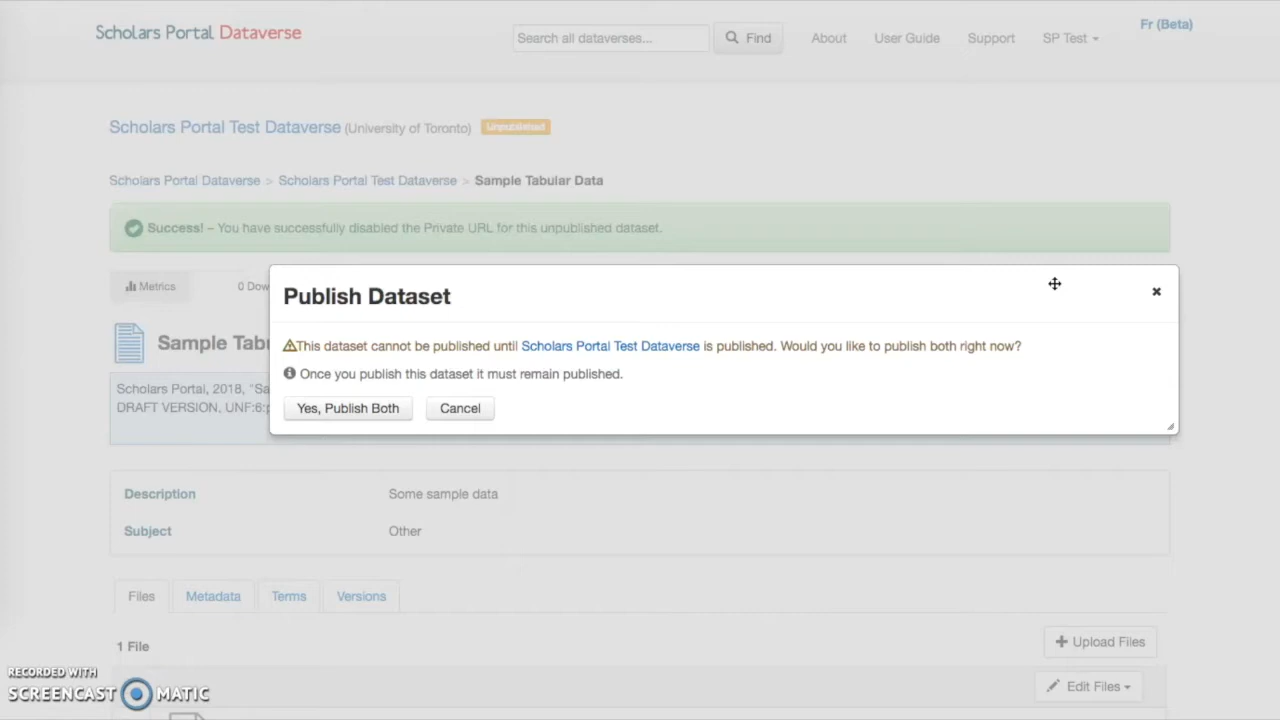 Scholars Portal Dataverse
Search all dataverses...
Find
About
User Guide
Support
SP Test
Fr (Beta)
Scholars Portal Test Dataverse (University of Toronto) Unpublished
Scholars Portal Dataverse > Scholars Portal Test Dataverse > Sample Tabular Data
Success! – You have successfully disabled the Private URL for this unpublished dataset.
Metrics
0 Dow
Publish Dataset
This dataset cannot be published until Scholars Portal Test Dataverse is published. Would you like to publish both right now?
Once you publish this dataset it must remain published.
Yes, Publish Both
Cancel
Sample Tab
Scholars Portal, 2018, "Sa
DRAFT VERSION, UNF:6:
Description
Some sample data
Subject
Other
Files
Metadata
Terms
Versions
1 File
Upload Files
Edit Files
RECORDED WITH
SCREENCAST MATIC